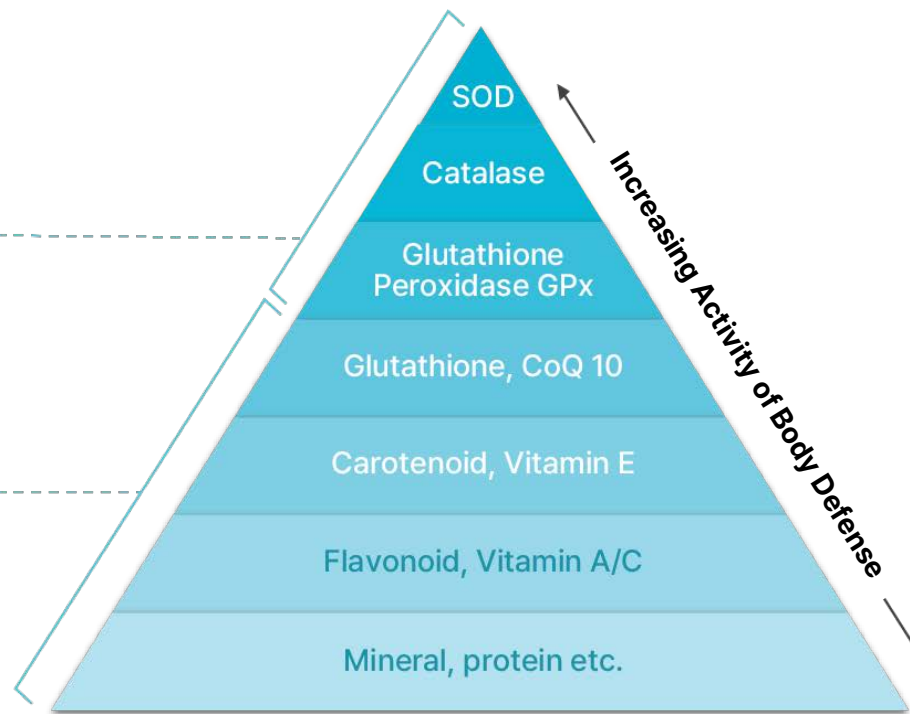 SOD
Catalase
Glutathione
Peroxidase GPx
Glutathione, CoQ 10
Carotenoid, Vitamin E
Flavonoid, Vitamin A/C
Mineral, protein etc.
Increasing Activity of Body Defense